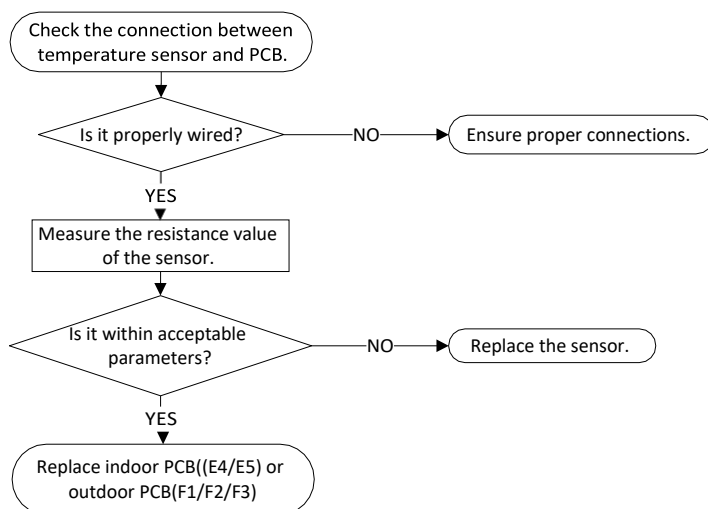 Check the connection between
temperature sensor and PCB.
Is it properly wired?
NO
Ensure proper connections.
YES
Measure the resistance value
of the sensor.
Is it within acceptable
parameters?
NO
Replace the sensor.
YES
Replace indoor PCB((E4/E5) or
outdoor PCB(F1/F2/F3)